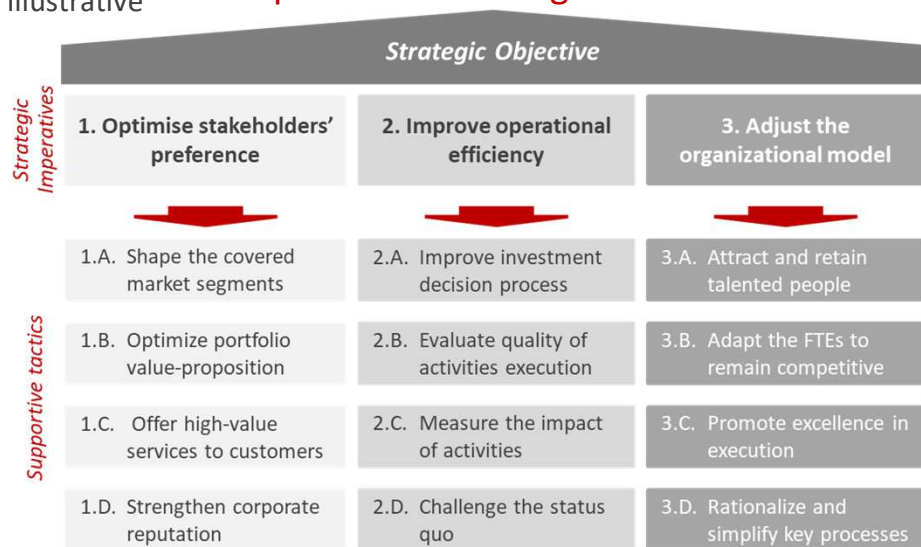 Illustrative
Strategic Objective
Strategic
Imperatives
1. Optimise stakeholders'
preference
2. Improve operational
efficiency
3. Adjust the
organizational model
Supportive tactics
1.A. Shape the covered
market segments
2.A. Improve investment
decision process
3.A. Attract and retain
talented people
1.B. Optimize portfolio
value-proposition
2.B. Evaluate quality of
activities execution
3.B. Adapt the FTEs to
remain competitive
1.C. Offer high-value
services to customers
2.C. Measure the impact
of activities
3.C. Promote excellence in
execution
1.D. Strengthen corporate
reputation
2.D. Challenge the status
quo
3.D. Rationalize and
simplify key processes